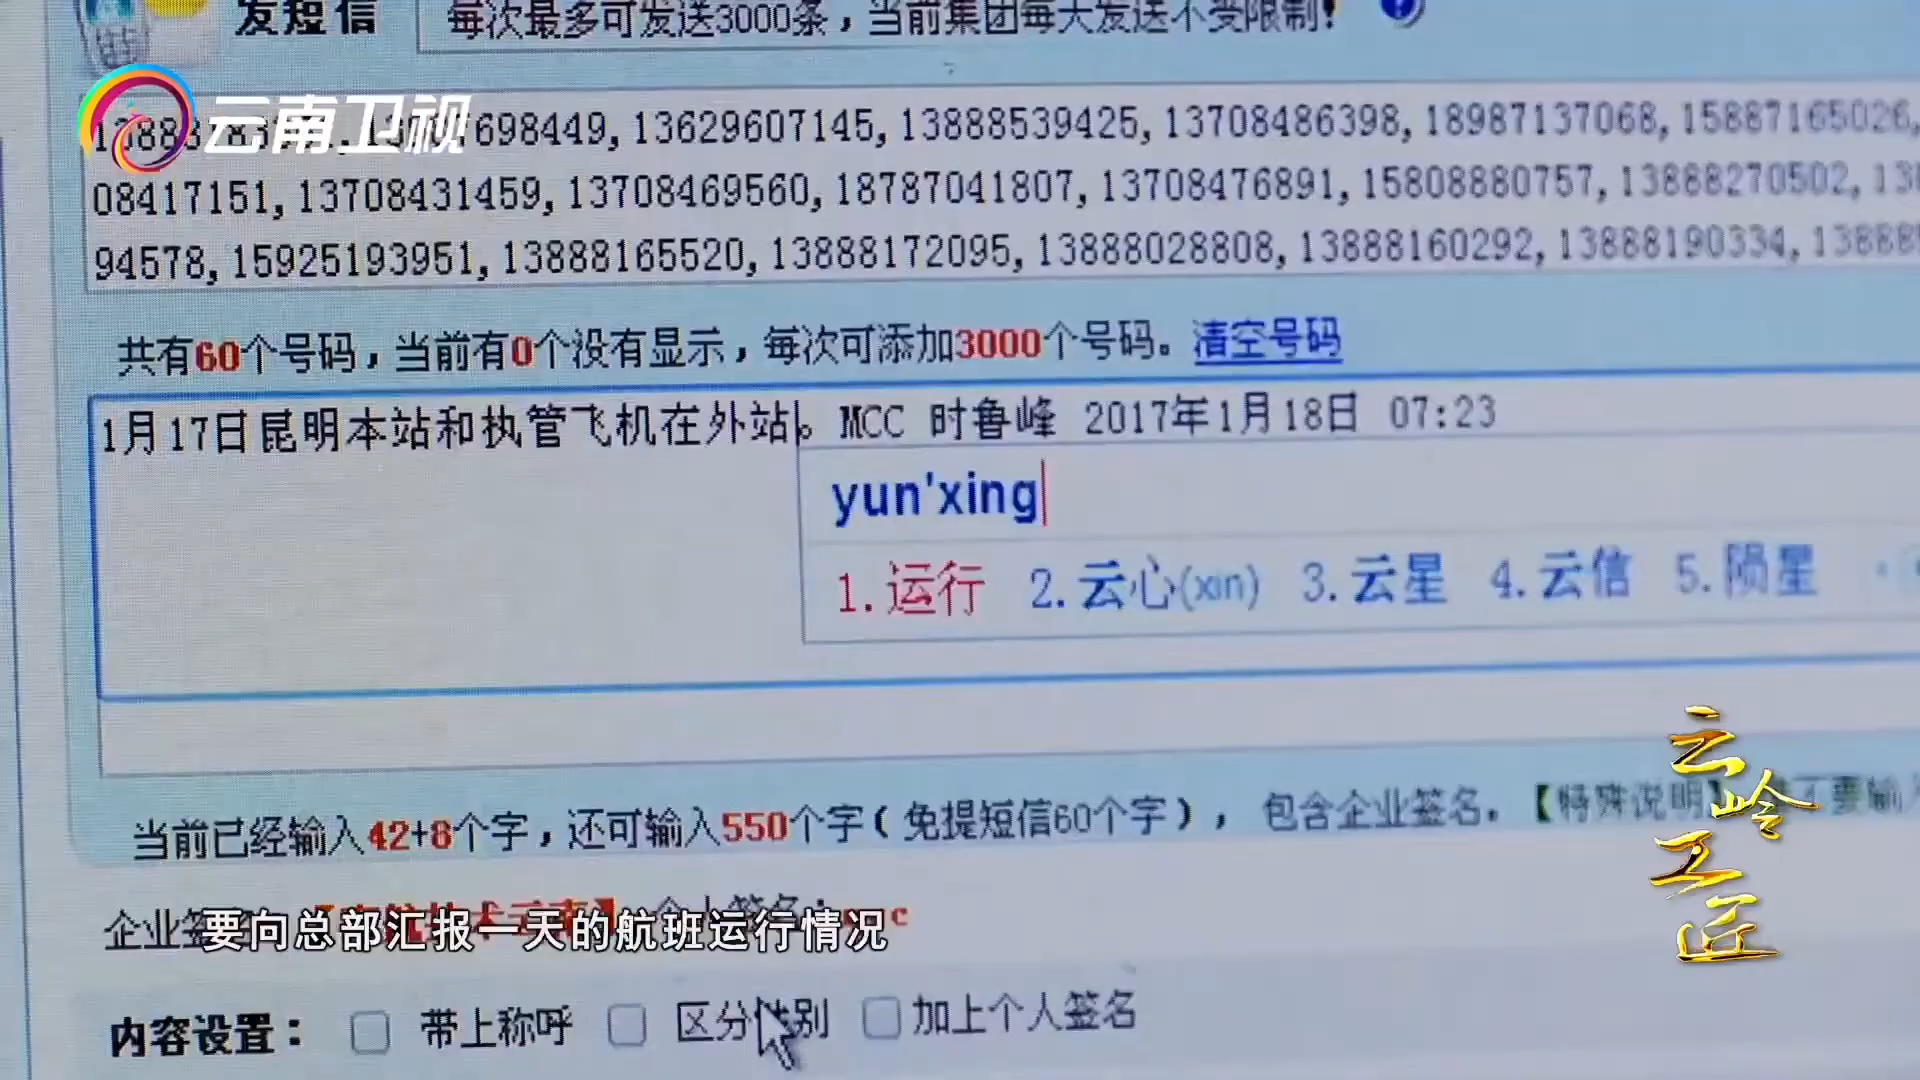 发短信 每次最多可发送3000条，当前集团每天发送不受限制！
云南卫视
698449,13629607145,13888539425,13708486398,18987137068,15887165026,
08417151,13708431459,13708469560,18787041807,13708476891,15808880757,13888270502,13
94578,15925193951,13888165520,13888172095,13888028808,13888160292,13888190334,13888
共有60个号码，当前有0个没有显示，每次可添加3000个号码。清空号码
1月17日昆明本站和执管飞机在外站。MCC 时鲁峰 2017年1月18日 07:23
yun'xing
1.运行 2.云心(xin) 3.云星 4.云信 5.陨星
当前已经输入42+8个字，还可输入550个字（免提短信60个字），包含企业签名。【特殊说明】 不要输入
云岭工匠
企业签
要向总部汇报一天的航班运行情况
内容设置： 带上称呼 区分性别 加上个人签名